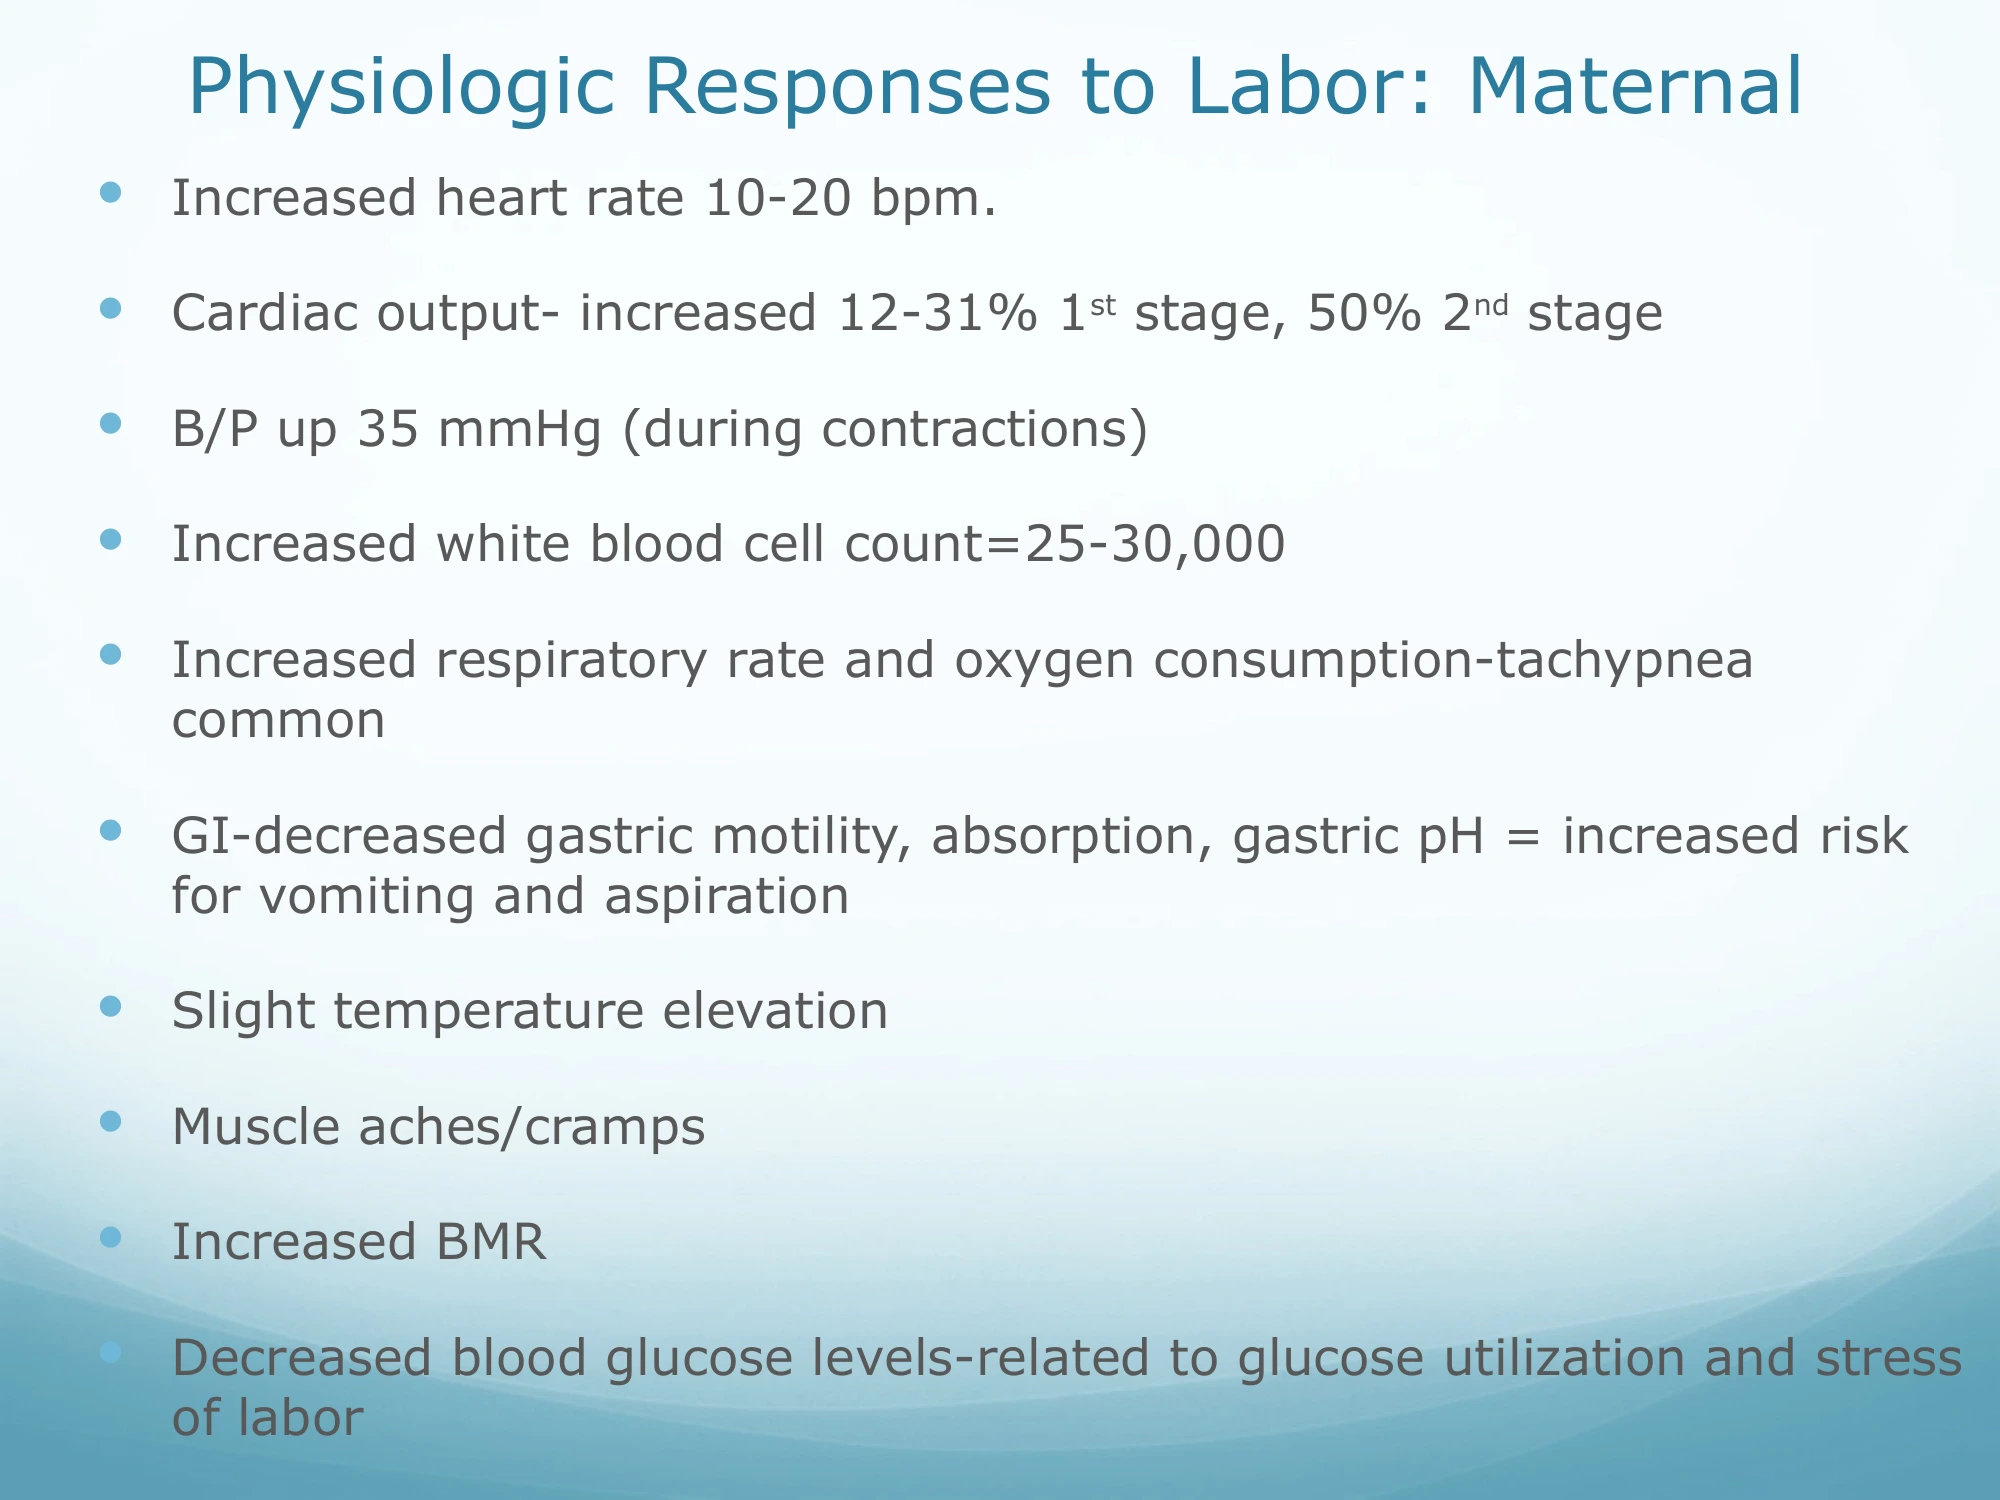 Physiologic Responses to Labor: Maternal
• Increased heart rate 10-20 bpm.
• Cardiac output- increased 12-31% 1st stage, 50% 2nd stage
• B/P up 35 mmHg (during contractions)
• Increased white blood cell count=25-30,000
• Increased respiratory rate and oxygen consumption-tachypnea
common
• GI-decreased gastric motility, absorption, gastric pH = increased risk
for vomiting and aspiration
• Slight temperature elevation
• Muscle aches/cramps
• Increased BMR
• Decreased blood glucose levels-related to glucose utilization and stress
of labor